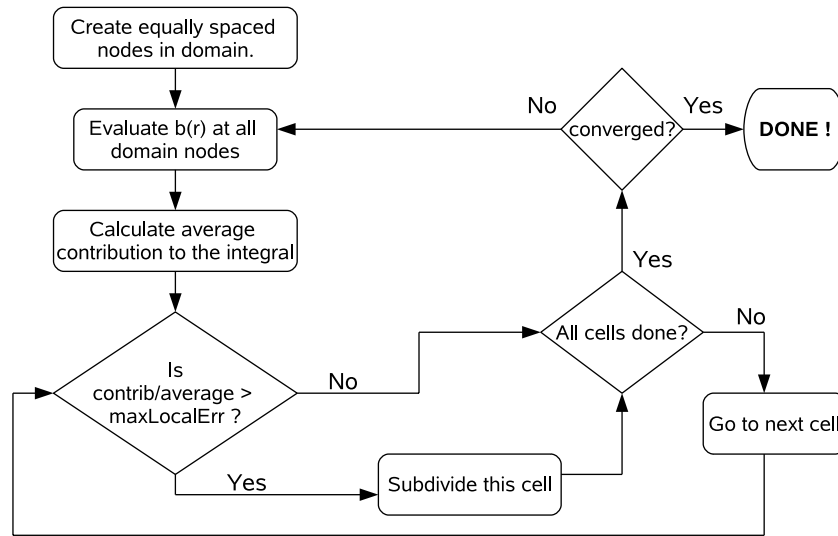 Create equally spaced
nodes in domain.
Evaluate b(r) at all
domain nodes
Calculate average
contribution to the integral
Is
contrib/average >
maxLocalErr ?
No
Yes
Subdivide this cell
All cells done?
No
Go to next cell
Yes
converged?
No
Yes
DONE !